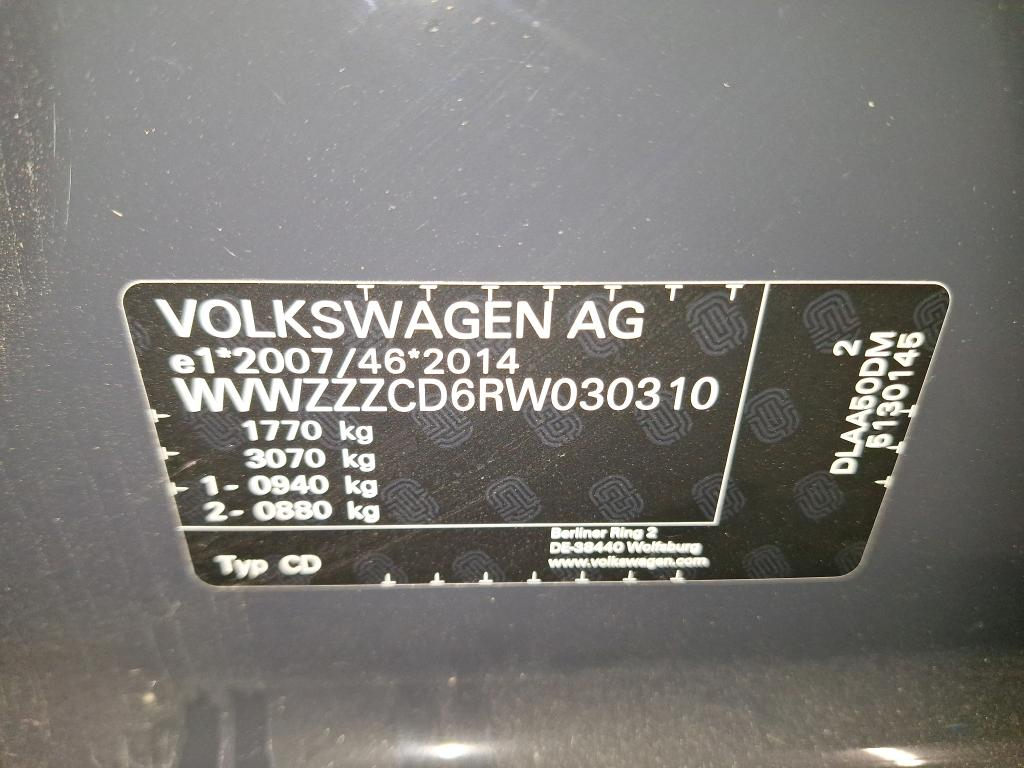 VOLKSWAGEN AG
e1*2007/46*2014
WVWZZZCD6RW030310
1770 kg
3070 kg
1- 0940 kg
2- 0880 kg
Typ CD
Berliner Ring 2
DE-38440 Wolfsburg
www.volkswagen.com
2
DLAA50DM
5130145